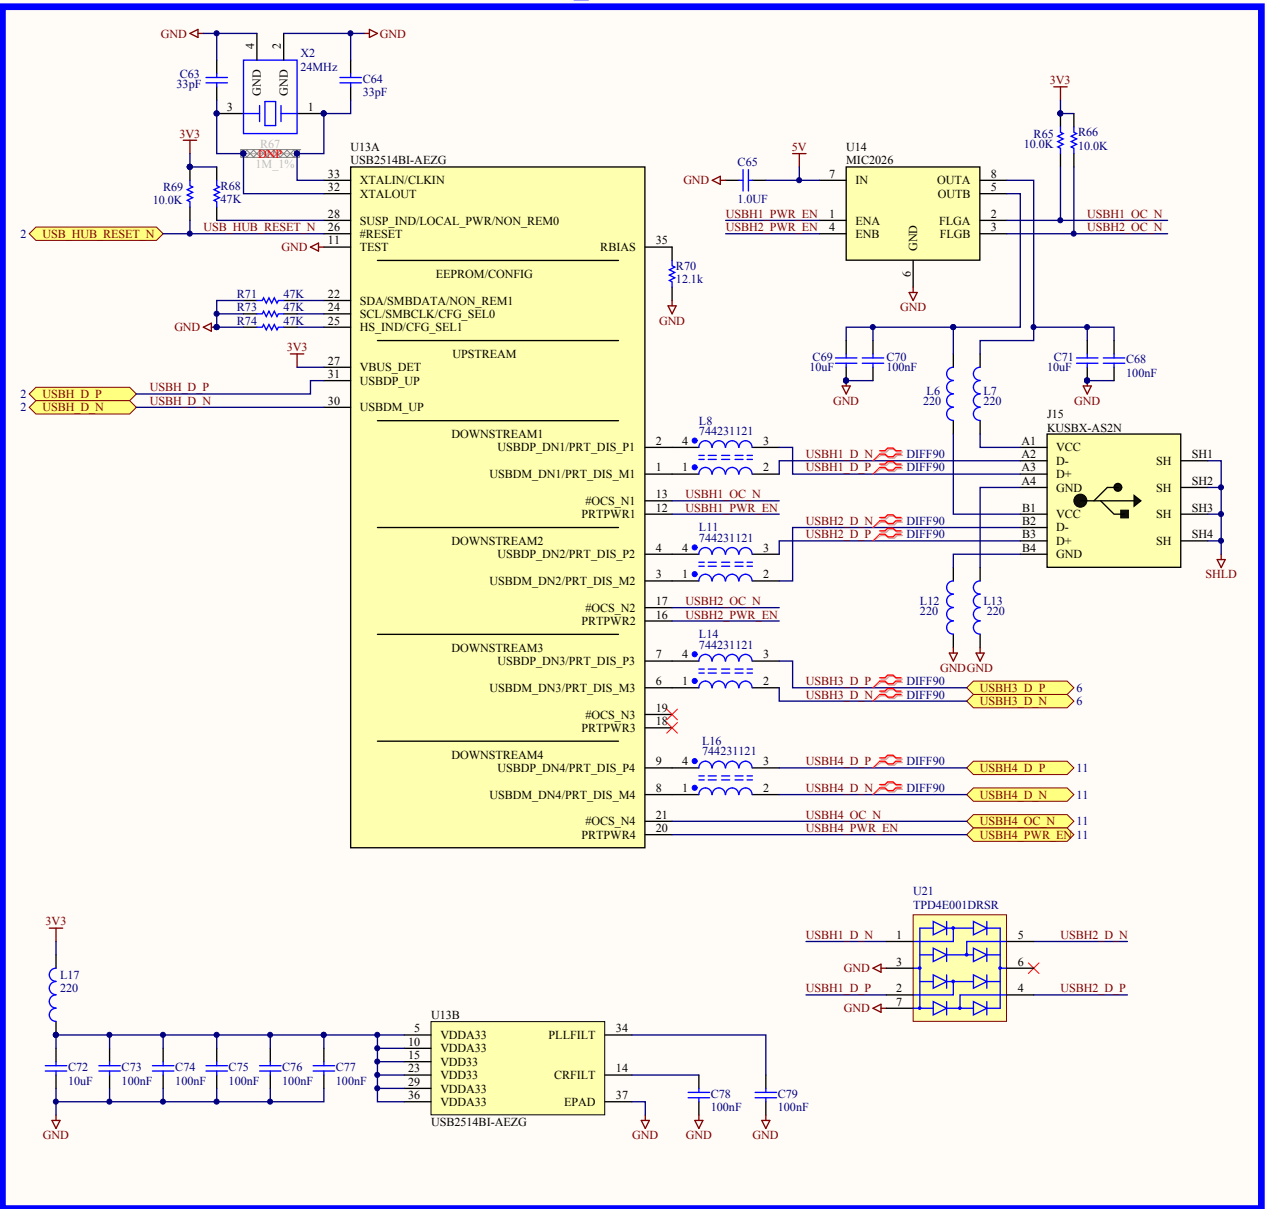 GND
GND
4
2
X2
24MHz
C63
33pF
GND
GND
C64
33pF
3
1
3V3
R67
DNP
1M_1%
R69
10.0K
R68
47K
2
USB_HUB_RESET_N
USB_HUB_RESET_N
GND
U13A
USB2514BI-AEZG
33
XTALIN/CLKIN
32
XTALOUT
28
SUSP_IND/LOCAL_PWR/NON_REM0
26
#RESET
11
TEST
RBIAS
35
R70
12.1k
GND
EEPROM/CONFIG
R71
47K
22
SDA/SMBDATA/NON_REM1
R73
47K
24
SCL/SMBCLK/CFG_SEL0
GND
R74
47K
25
HS_IND/CFG_SEL1
3V3
UPSTREAM
27
VBUS_DET
31
USBDP_UP
2
USBH_D_P
USBH_D_P
2
USBH_D_N
USBH_D_N
30
USBDM_UP
DOWNSTREAM1
USBDP_DN1/PRT_DIS_P1
2
USBDM_DN1/PRT_DIS_M1
1
#OCS_N1
13
USBH1_OC_N
PRTPWR1
12
USBH1_PWR_EN
L8
744231121
4
3
1
2
USBH1_D_N
DIFF90
USBH1_D_P
DIFF90
DOWNSTREAM2
USBDP_DN2/PRT_DIS_P2
4
USBDM_DN2/PRT_DIS_M2
3
#OCS_N2
17
USBH2_OC_N
PRTPWR2
16
USBH2_PWR_EN
L11
744231121
4
3
1
2
USBH2_D_N
DIFF90
USBH2_D_P
DIFF90
DOWNSTREAM3
USBDP_DN3/PRT_DIS_P3
7
USBDM_DN3/PRT_DIS_M3
6
#OCS_N3
19
PRTPWR3
18
L14
744231121
4
3
1
2
USBH3_D_P
DIFF90
USBH3_D_P
6
USBH3_D_N
DIFF90
USBH3_D_N
6
DOWNSTREAM4
USBDP_DN4/PRT_DIS_P4
9
USBDM_DN4/PRT_DIS_M4
8
#OCS_N4
21
PRTPWR4
20
L16
744231121
4
3
1
2
USBH4_D_P
DIFF90
USBH4_D_P
11
USBH4_D_N
DIFF90
USBH4_D_N
11
USBH4_OC_N
USBH4_OC_N
11
USBH4_PWR_EN
USBH4_PWR_EN
11
3V3
R65
10.0K
R66
10.0K
5V
C65
1.0UF
GND
U14
MIC2026
7
IN
OUTA
8
OUTB
5
USBH1_PWR_EN
1
ENA
FLGA
2
USBH1_OC_N
USBH2_PWR_EN
4
ENB
FLGB
3
USBH2_OC_N
GND
6
GND
C69
10uF
C70
100nF
GND
L6
220
L7
220
C71
10uF
C68
100nF
GND
J15
KUSBX-AS2N
A1
VCC
A2
D-
A3
D+
A4
GND
B1
VCC
B2
D-
B3
D+
B4
GND
SH
SH1
SH
SH2
SH
SH3
SH
SH4
SHLD
L12
220
L13
220
GND
GND
U21
TPD4E001DRSR
USBH1_D_N
1
5
USBH2_D_N
GND
3
6
USBH1_D_P
2
4
USBH2_D_P
GND
7
3V3
L17
220
C72
10uF
C73
100nF
C74
100nF
C75
100nF
C76
100nF
C77
100nF
GND
U13B
5
VDDA33
10
VDDA33
15
VDD33
23
VDD33
29
VDDA33
36
VDDA33
PLLFILT
34
CRFILT
14
EPAD
37
USB2514BI-AEZG
GND
C78
100nF
GND
C79
100nF
GND